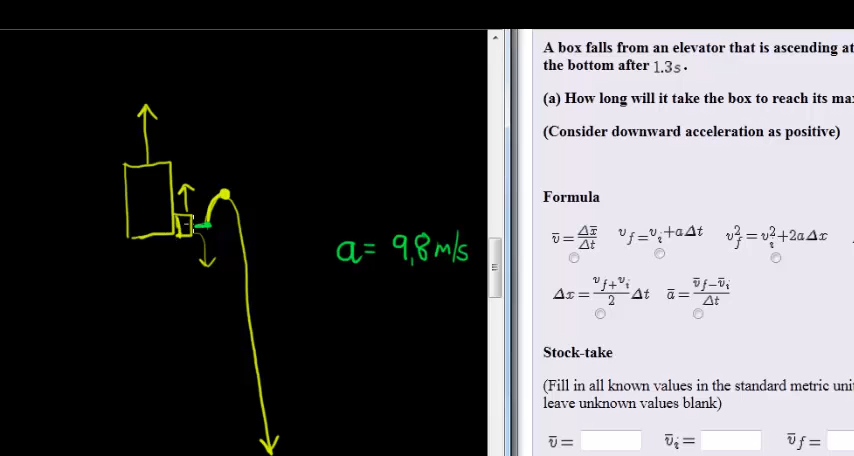 a = 9,8 m/s
A box falls from an elevator that is ascending at
the bottom after 1.3s.
(a) How long will it take the box to reach its
(Consider downward acceleration as positive)
Formula
v̄ = Δx̄/Δt   v_f = v_i + aΔt   v_f² = v_i² + 2aΔx
Δx = (v_f + v_i)/2 Δt   ā = (v̄_f − v̄_i)/Δt
Stock-take
(Fill in all known values in the standard metric
leave unknown values blank)
v̄ =   v̄_i =   v̄_f =